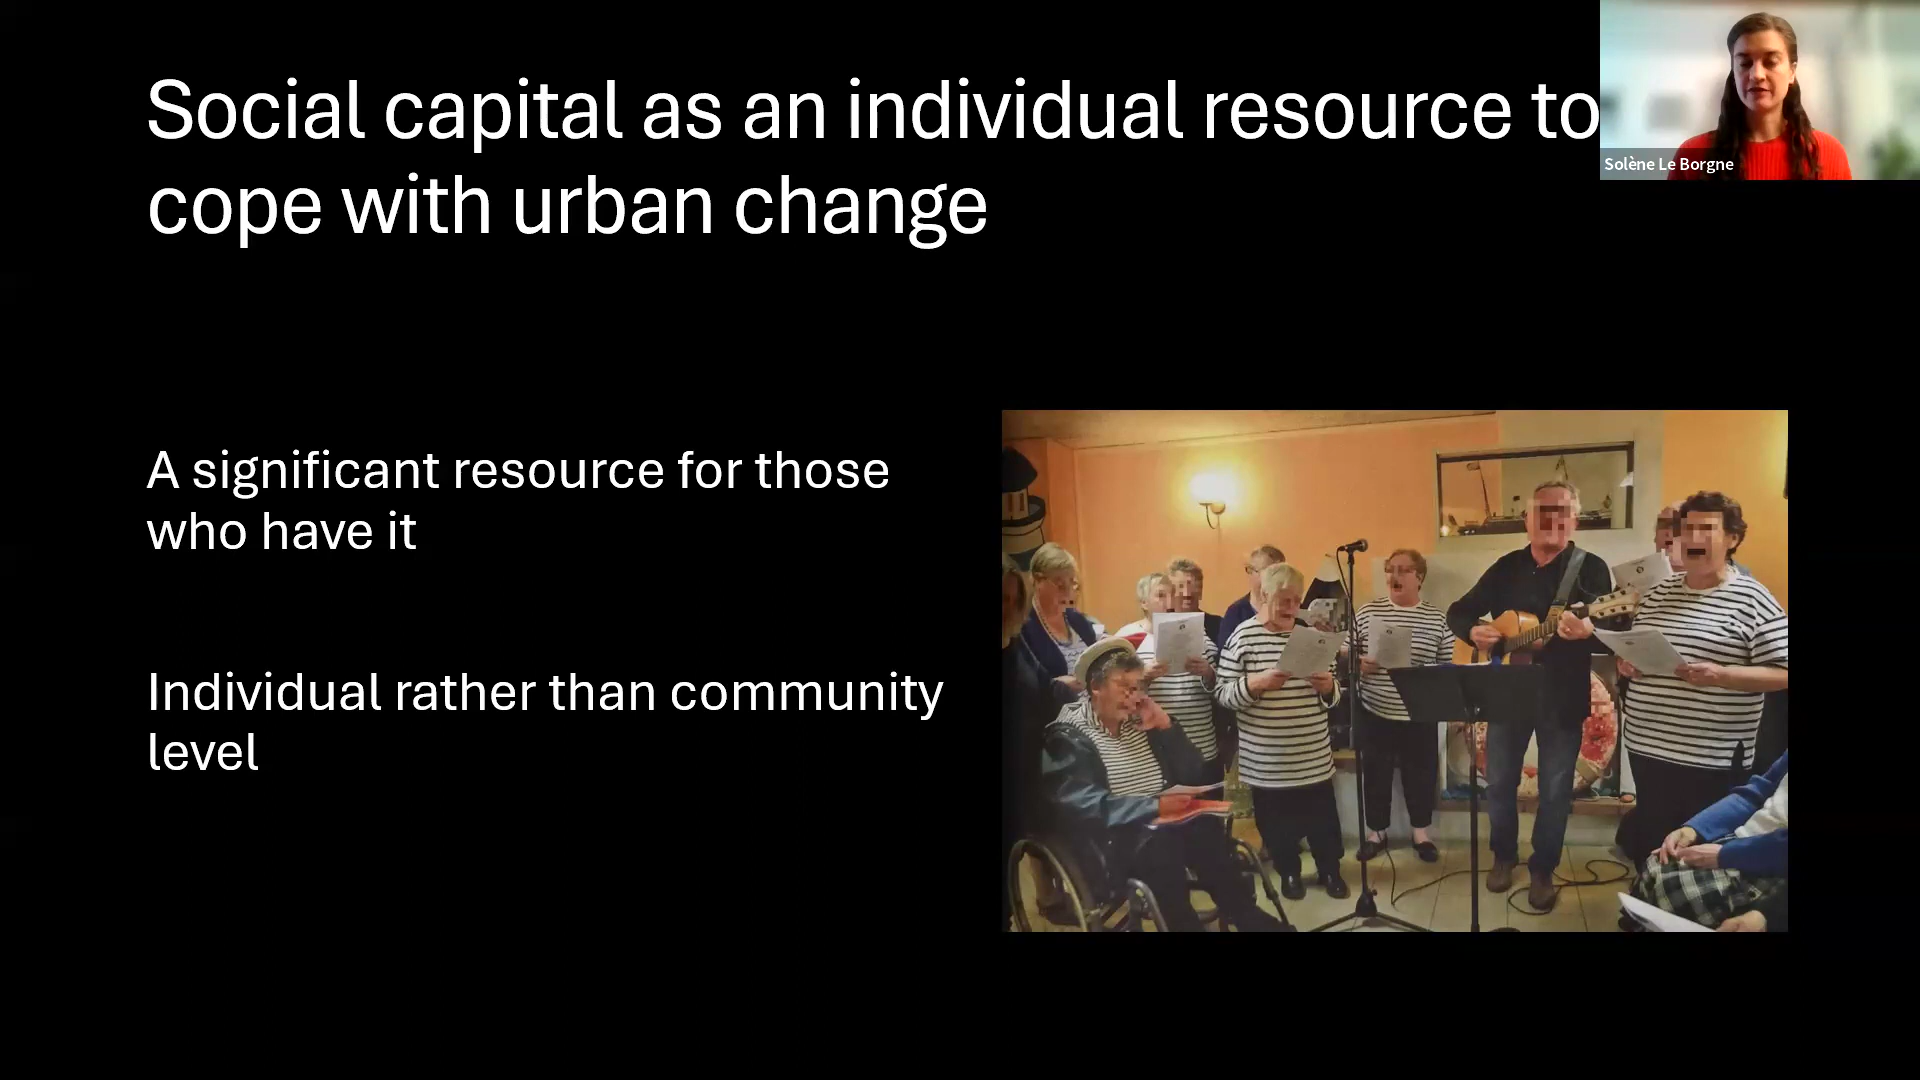 Social capital as an individual resource to
cope with urban change
Solène Le Borgne
A significant resource for those
who have it
Individual rather than community
level